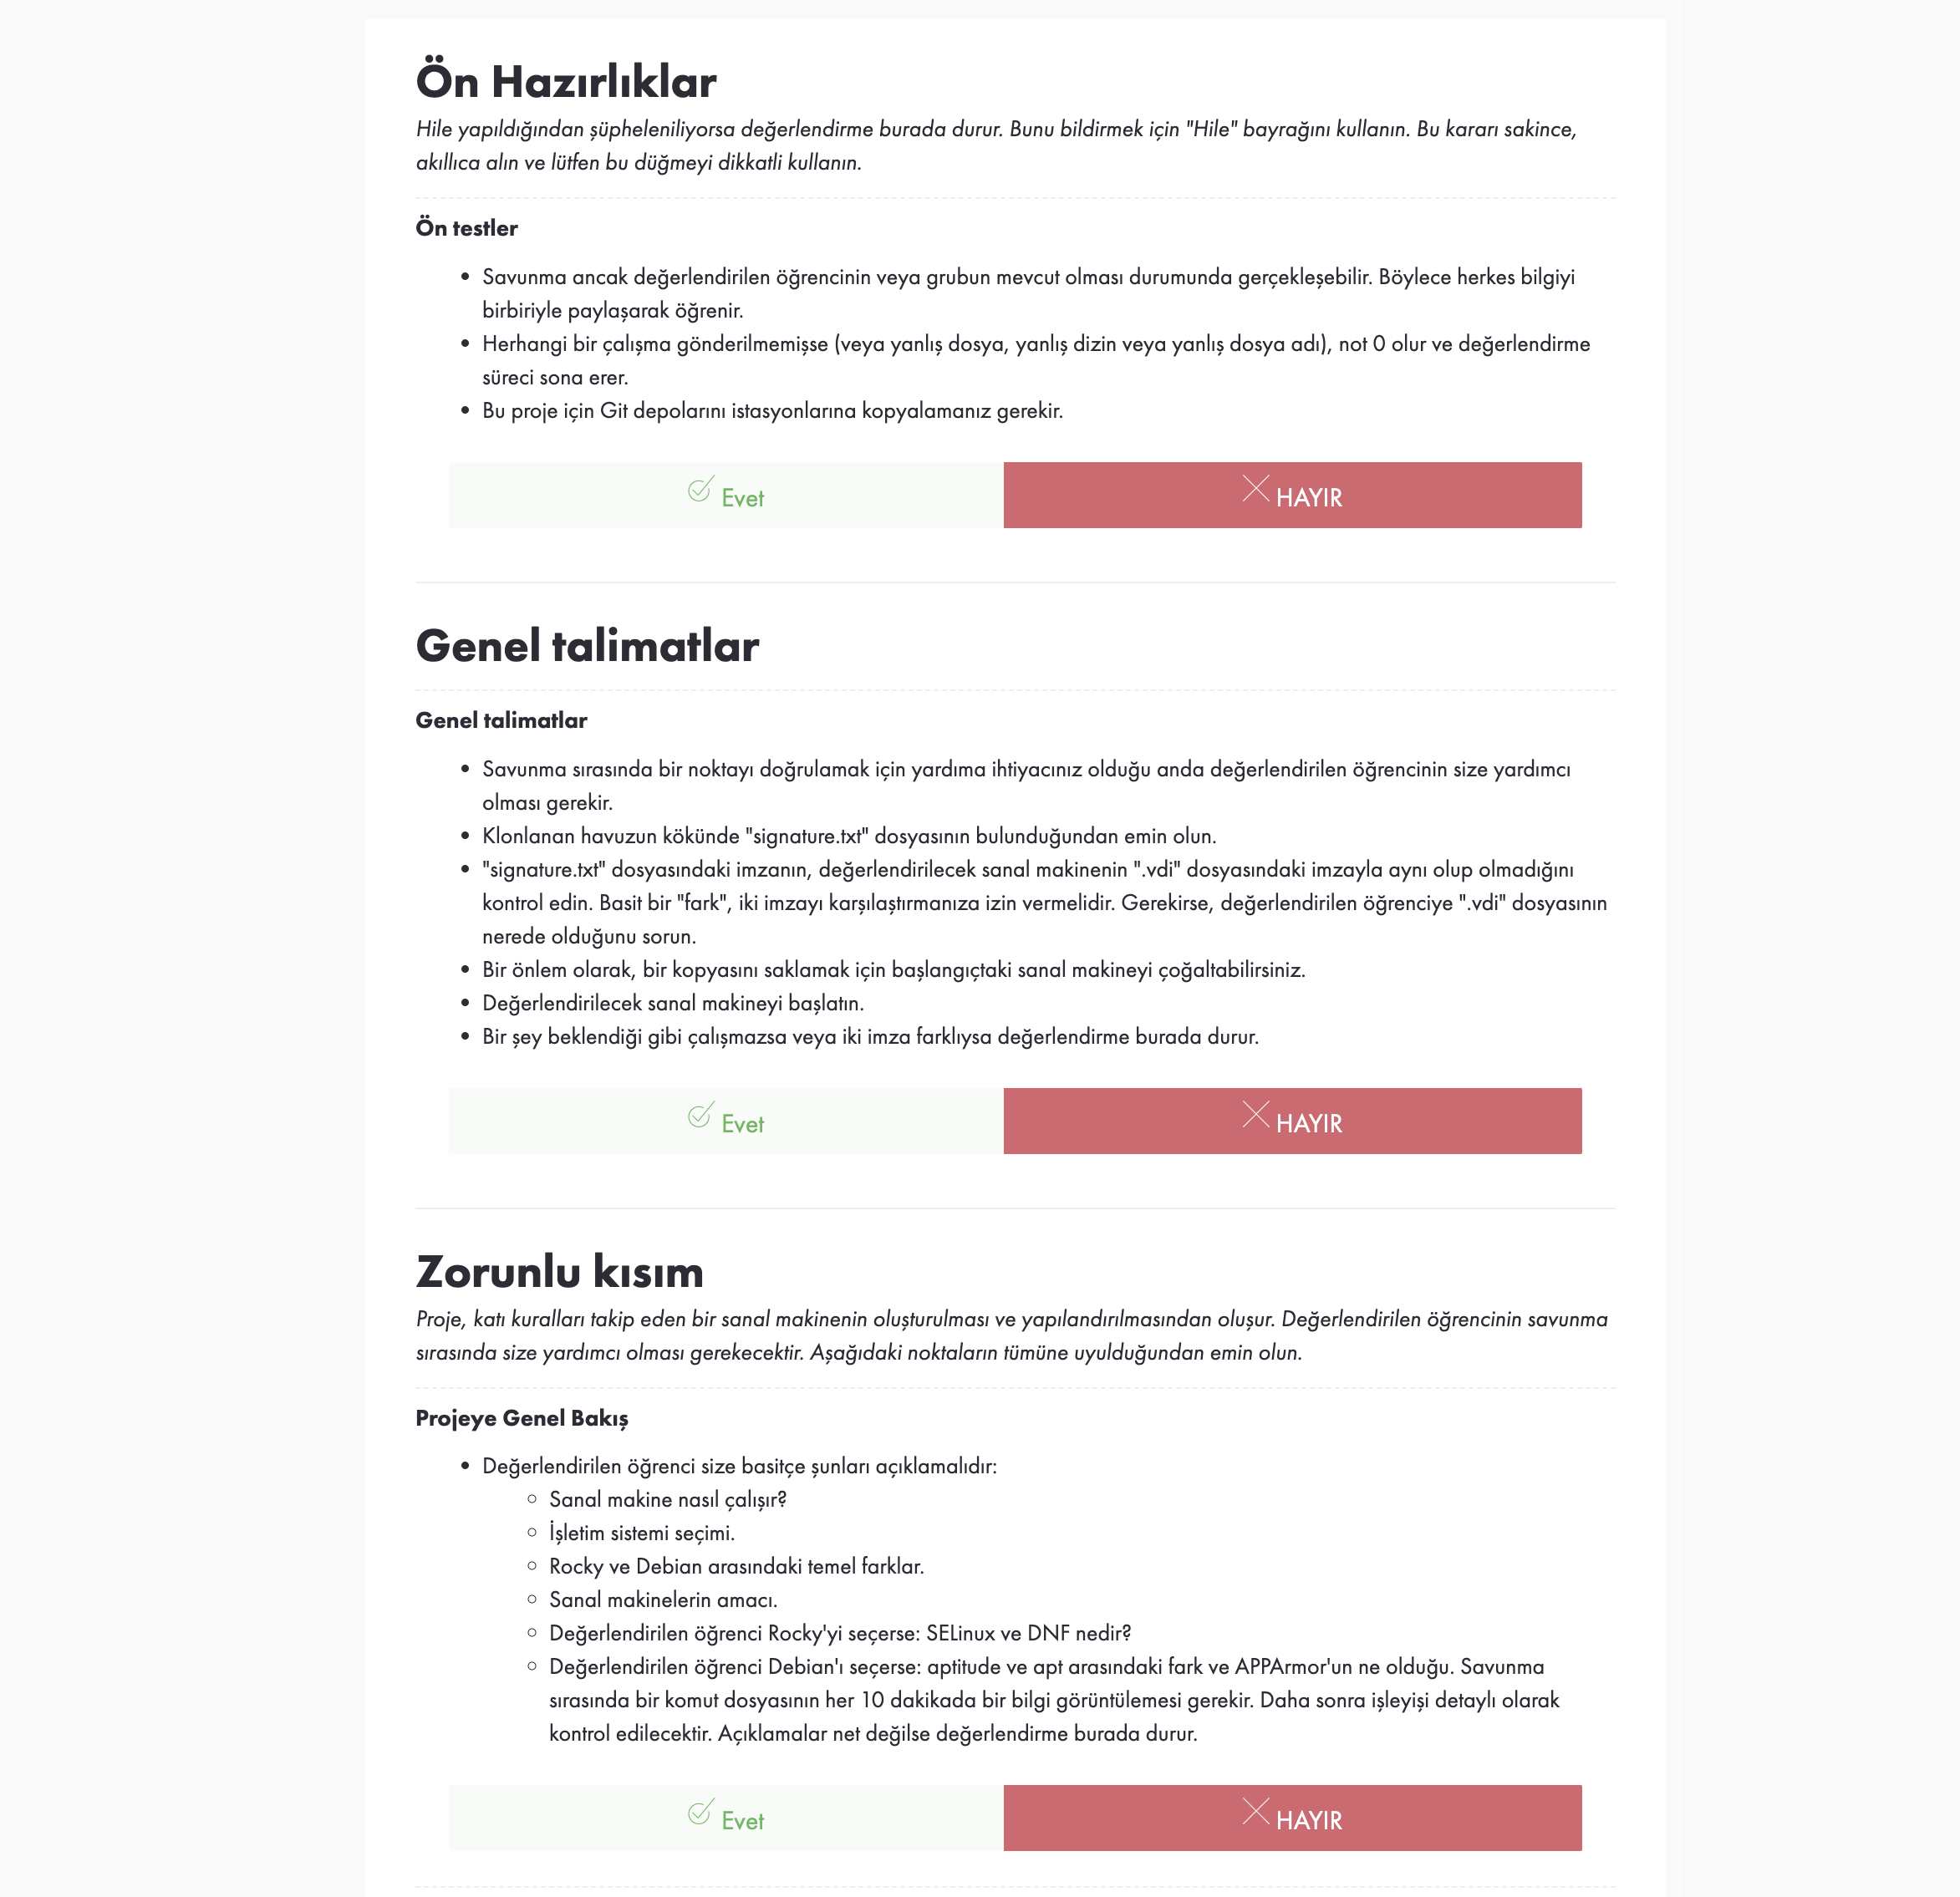 Ön Hazırlıklar
Hile yapıldığından şüpheleniliyorsa değerlendirme burada durur. Bunu bildirmek için "Hile" bayrağını kullanın. Bu kararı sakince,
akıllıca alın ve lütfen bu düğmeyi dikkatli kullanın.
Ön testler
• Savunma ancak değerlendirilen öğrencinin veya grubun mevcut olması durumunda gerçekleşebilir. Böylece herkes bilgiyi
birbiriyle paylaşarak öğrenir.
• Herhangi bir çalışma gönderilmemişse (veya yanlış dosya, yanlış dizin veya yanlış dosya adı), not 0 olur ve değerlendirme
süreci sona erer.
• Bu proje için Git depolarını istasyonlarına kopyalamanız gerekir.
Evet
HAYIR
Genel talimatlar
Genel talimatlar
• Savunma sırasında bir noktayı doğrulamak için yardıma ihtiyacınız olduğu anda değerlendirilen öğrencinin size yardımcı
olması gerekir.
• Klonlanan havuzun kökünde "signature.txt" dosyasının bulunduğundan emin olun.
• "signature.txt" dosyasındaki imzanın, değerlendirilecek sanal makinenin ".vdi" dosyasındaki imzayla aynı olup olmadığını
kontrol edin. Basit bir "fark", iki imzayı karşılaştırmanıza izin vermelidir. Gerekirse, değerlendirilen öğrenciye ".vdi" dosyasının
nerede olduğunu sorun.
• Bir önlem olarak, bir kopyasını saklamak için başlangıçtaki sanal makineyi çoğaltabilirsiniz.
• Değerlendirilecek sanal makineyi başlatın.
• Bir şey beklendiği gibi çalışmazsa veya iki imza farklıysa değerlendirme burada durur.
Evet
HAYIR
Zorunlu kısım
Proje, katı kuralları takip eden bir sanal makinenin oluşturulması ve yapılandırılmasından oluşur. Değerlendirilen öğrencinin savunma
sırasında size yardımcı olması gerekecektir. Aşağıdaki noktaların tümüne uyulduğundan emin olun.
Projeye Genel Bakış
• Değerlendirilen öğrenci size basitçe şunları açıklamalıdır:
◦ Sanal makine nasıl çalışır?
◦ İşletim sistemi seçimi.
◦ Rocky ve Debian arasındaki temel farklar.
◦ Sanal makinelerin amacı.
◦ Değerlendirilen öğrenci Rocky'yi seçerse: SELinux ve DNF nedir?
◦ Değerlendirilen öğrenci Debian'ı seçerse: aptitude ve apt arasındaki fark ve APPArmor'un ne olduğu. Savunma
sırasında bir komut dosyasının her 10 dakikada bir bilgi görüntülemesi gerekir. Daha sonra işleyişi detaylı olarak
kontrol edilecektir. Açıklamalar net değilse değerlendirme burada durur.
Evet
HAYIR